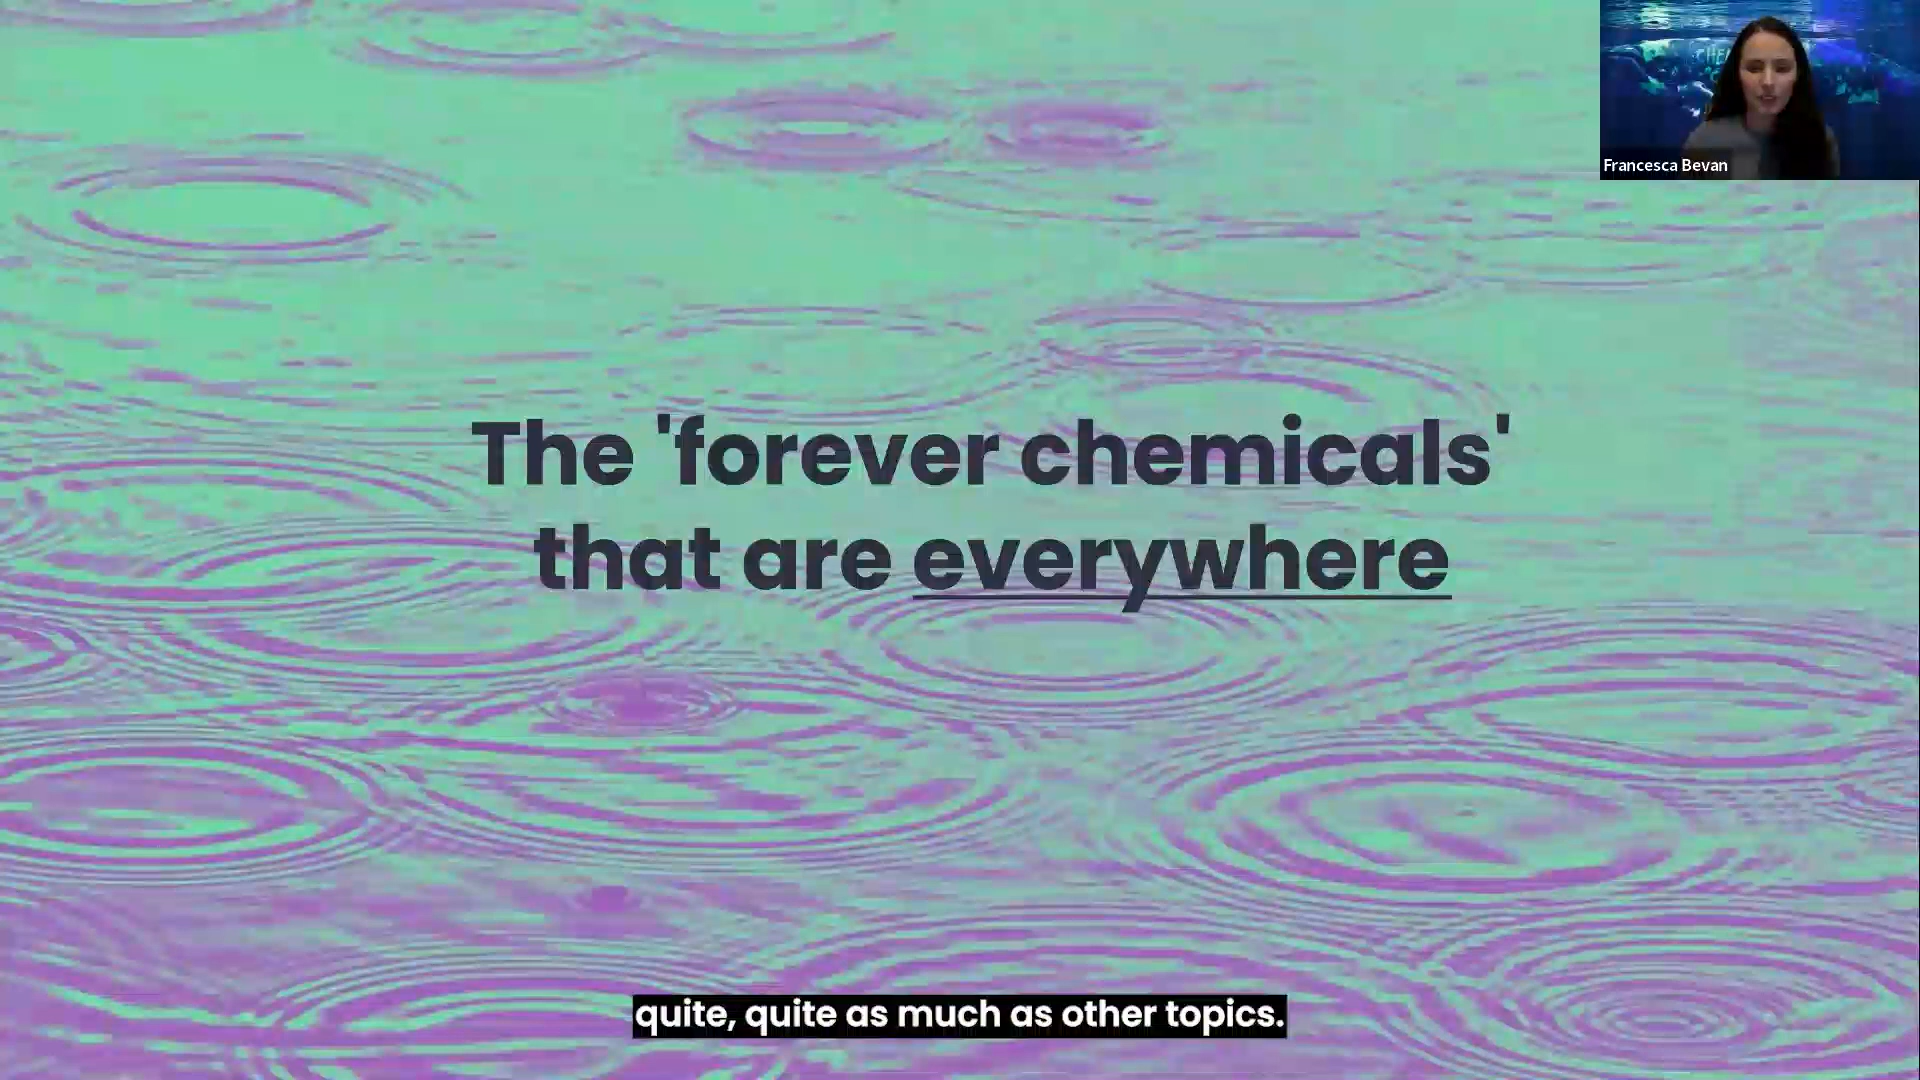 Francesca Bevan
The 'forever chemicals'
that are everywhere
quite, quite as much as other topics.